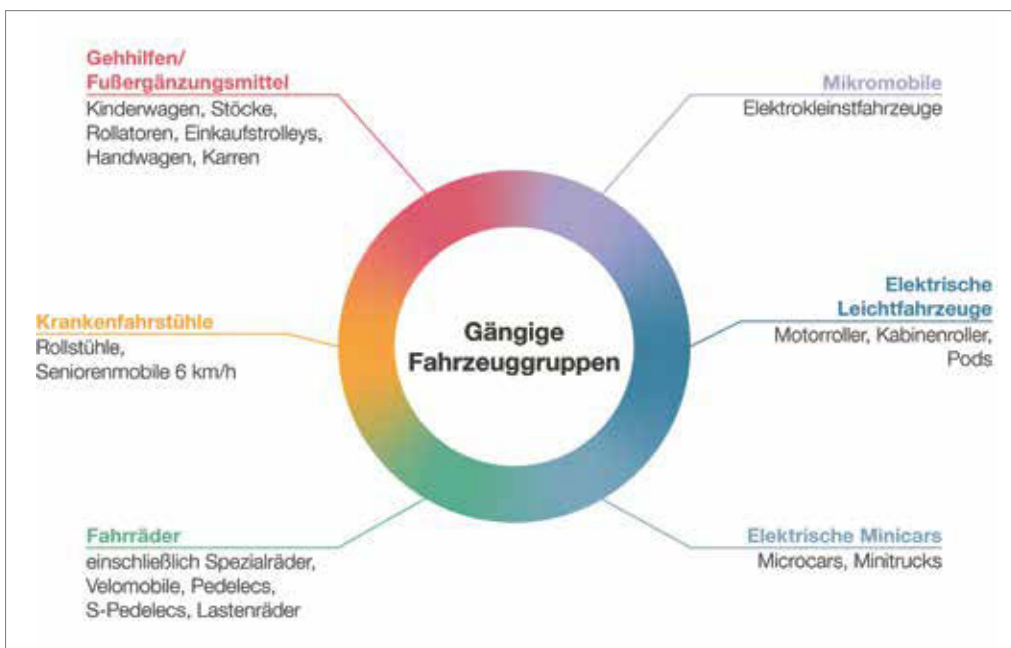 Gehhilfen/
Fußergänzungsmittel
Kinderwagen, Stöcke,
Rollatoren, Einkaufstrolleys,
Handwagen, Karren
Mikromobile
Elektrokleinstfahrzeuge
Krankenfahrstühle
Rollstühle,
Seniorenmobile 6 km/h
Gängige
Fahrzeuggruppen
Elektrische
Leichtfahrzeuge
Motorroller, Kabinenroller,
Pods
Fahrräder
einschließlich Spezialräder,
Velomobile, Pedelecs,
S-Pedelecs, Lastenräder
Elektrische Minicars
Microcars, Minitrucks